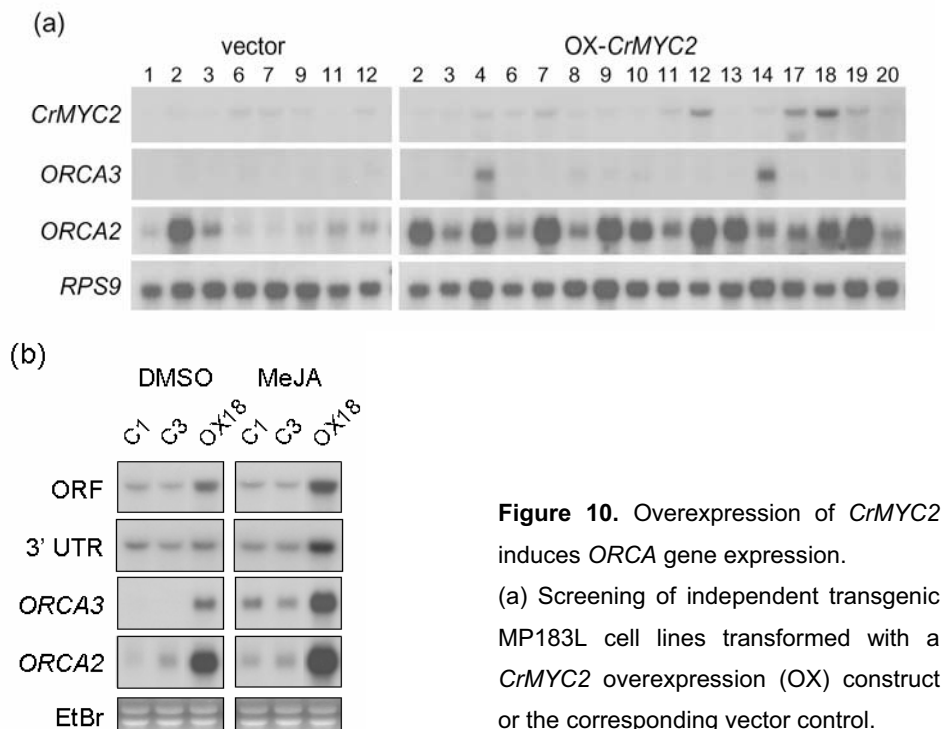 (a)
vector OX-CrMYC2
1 2 3 6 7 9 11 12 2 3 4 6 7 8 9 10 11 12 13 14 17 18 19 20
CrMYC2
ORCA3
ORCA2
RPS9
(b)
DMSO MeJA
C1 C3 OX18 C1 C3 OX18
ORF
3' UTR
ORCA3
ORCA2
EtBr
Figure 10. Overexpression of CrMYC2
induces ORCA gene expression.
(a) Screening of independent transgenic
MP183L cell lines transformed with a
CrMYC2 overexpression (OX) construct
or the corresponding vector control.